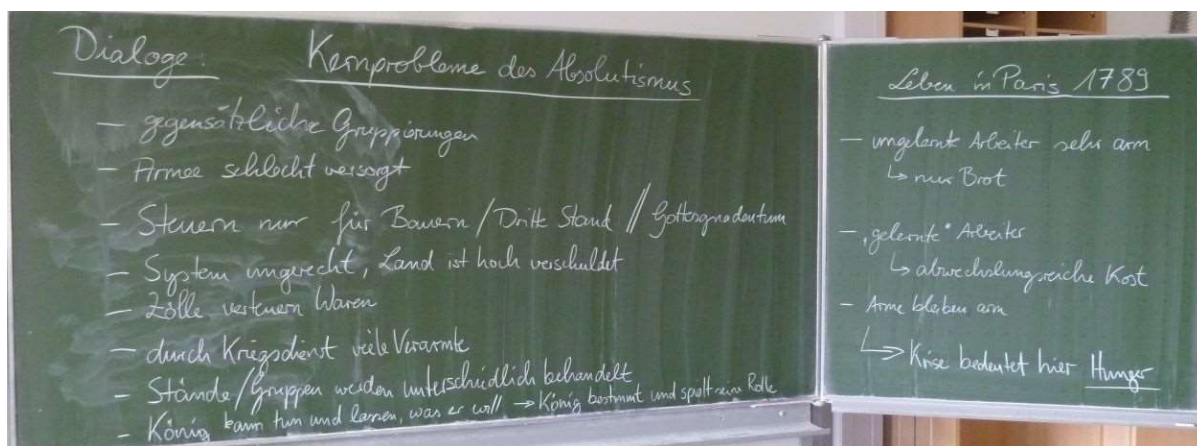 Dialoge: Kernprobleme des Absolutismus
– gegensätzliche Gruppierungen
– Armee schlecht versorgt
– Steuern nur für Bauern / Dritte Stand // Gottesgnadentum
– System ungerecht, Land ist hoch verschuldet
– Zölle verteuern Waren
– durch Kriegsdienst viele Verarmte
– Stände/Gruppen werden unterschiedlich behandelt
– König kann tun und lassen, was er will → König bestimmt und spielt seine Rolle
Leben in Paris 1789
– ungelernte Arbeiter sehr arm
↳ nur Brot
– „gelernte" Arbeiter
↳ abwechslungsreiche Kost
– Arme bleiben arm
↳ Krise bedeutet hier Hunger